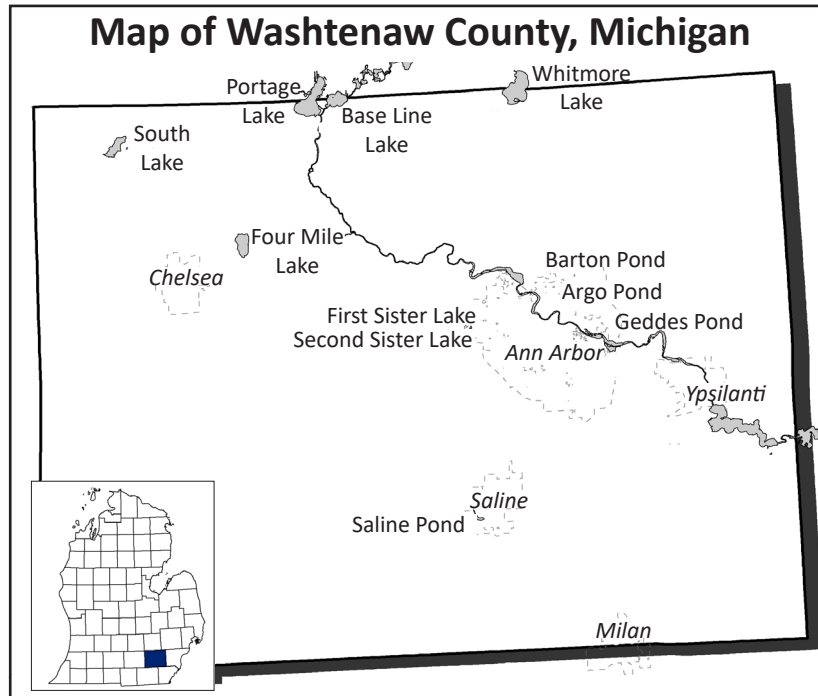 Map of Washtenaw County, Michigan
Portage
Lake
Base Line
Lake
Whitmore
Lake
South
Lake
Four Mile
Lake
Chelsea
Barton Pond
Argo Pond
First Sister Lake
Second Sister Lake
Geddes Pond
Ann Arbor
Ypsilanti
Saline
Saline Pond
Milan